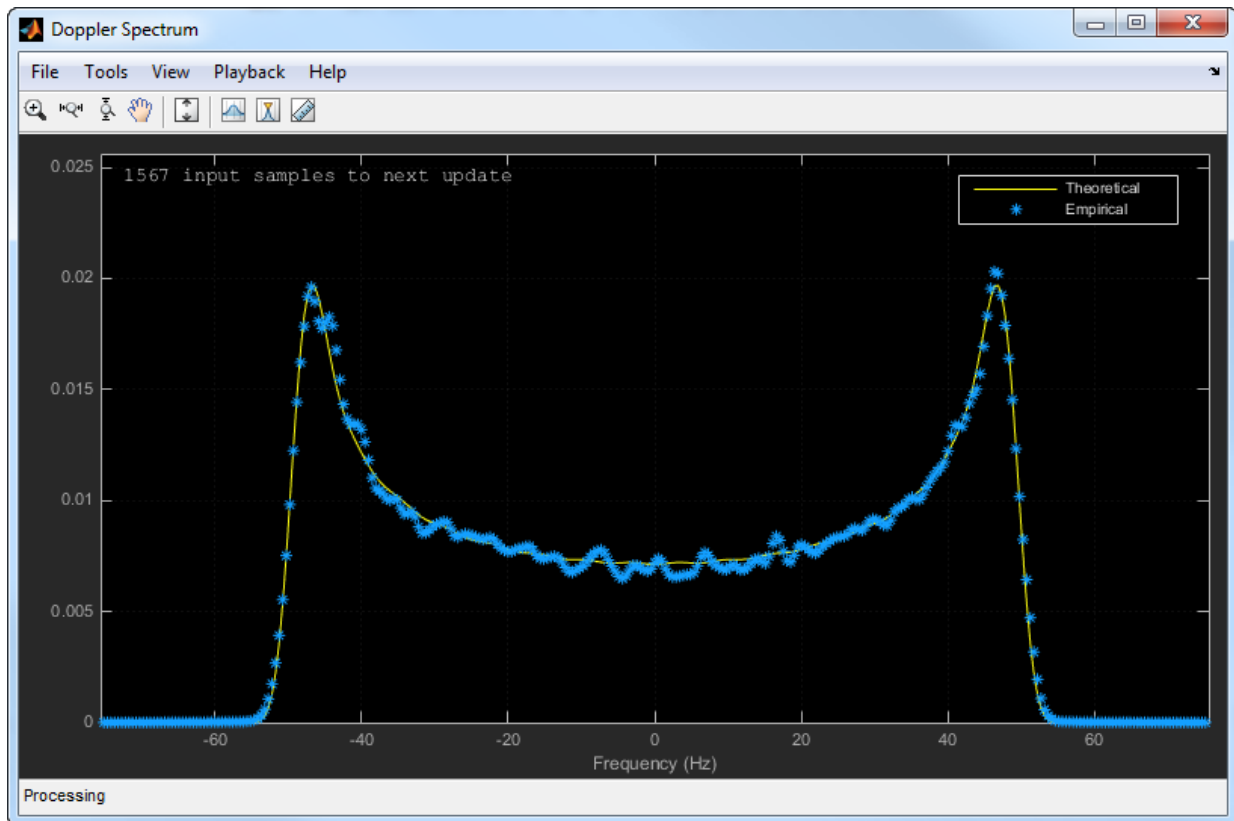 Doppler Spectrum
File Tools View Playback Help
0.025
1567 input samples to next update
Theoretical
Empirical
0.02
0.015
0.01
0.005
0
-60 -40 -20 0 20 40 60
Frequency (Hz)
Processing